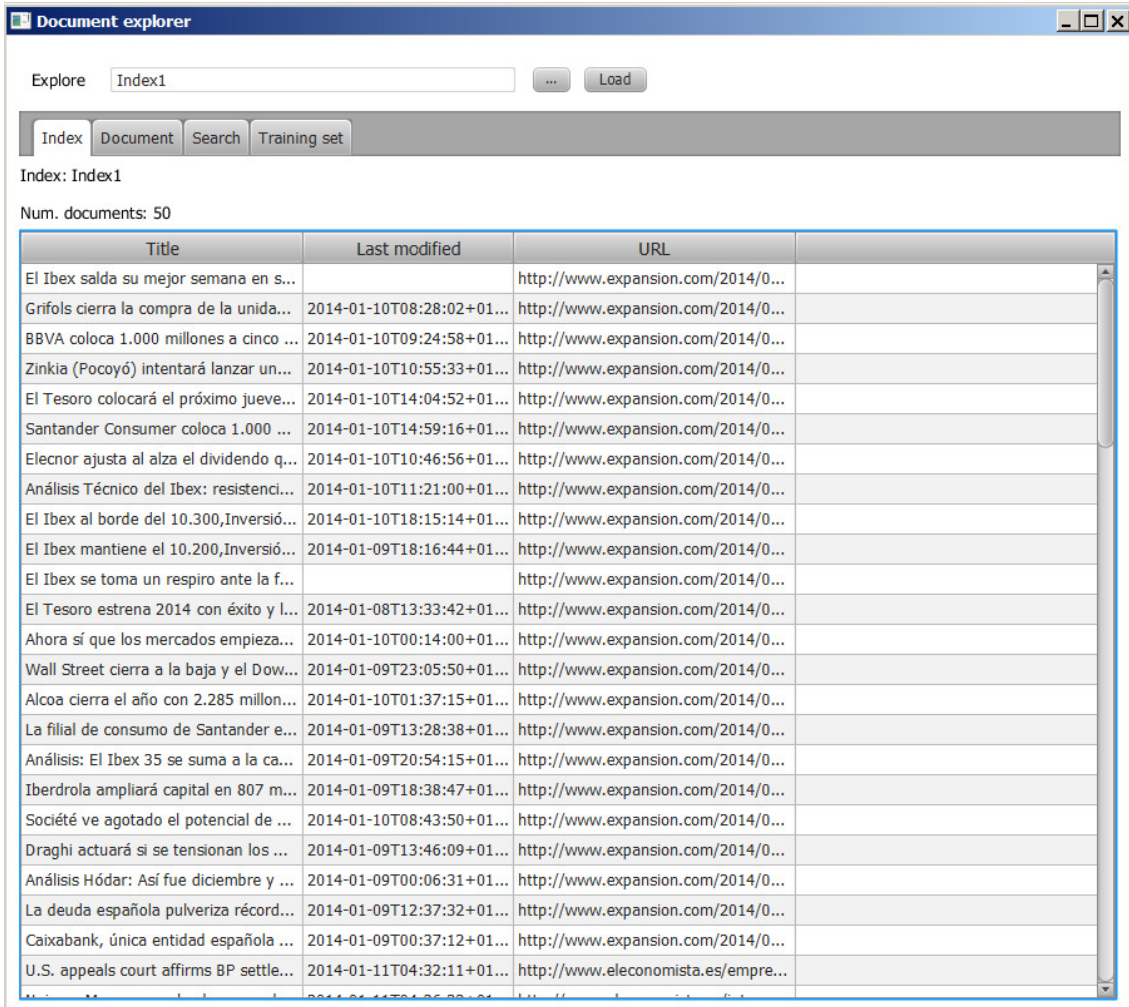 Document explorer
Explore Index1 ... Load
Index Document Search Training set
Index: Index1
Num. documents: 50
Title Last modified URL
El Ibex salda su mejor semana en s... http://www.expansion.com/2014/0...
Grifols cierra la compra de la unida... 2014-01-10T08:28:02+01... http://www.expansion.com/2014/0...
BBVA coloca 1.000 millones a cinco ... 2014-01-10T09:24:58+01... http://www.expansion.com/2014/0...
Zinkia (Pocoyó) intentará lanzar un... 2014-01-10T10:55:33+01... http://www.expansion.com/2014/0...
El Tesoro colocará el próximo jueve... 2014-01-10T14:04:52+01... http://www.expansion.com/2014/0...
Santander Consumer coloca 1.000 ... 2014-01-10T14:59:16+01... http://www.expansion.com/2014/0...
Elecnor ajusta al alza el dividendo q... 2014-01-10T10:46:56+01... http://www.expansion.com/2014/0...
Análisis Técnico del Ibex: resistenci... 2014-01-10T11:21:00+01... http://www.expansion.com/2014/0...
El Ibex al borde del 10.300,Inversió... 2014-01-10T18:15:14+01... http://www.expansion.com/2014/0...
El Ibex mantiene el 10.200,Inversió... 2014-01-09T18:16:44+01... http://www.expansion.com/2014/0...
El Ibex se toma un respiro ante la f... http://www.expansion.com/2014/0...
El Tesoro estrena 2014 con éxito y l... 2014-01-08T13:33:42+01... http://www.expansion.com/2014/0...
Ahora sí que los mercados empieza... 2014-01-10T00:14:00+01... http://www.expansion.com/2014/0...
Wall Street cierra a la baja y el Dow... 2014-01-09T23:05:50+01... http://www.expansion.com/2014/0...
Alcoa cierra el año con 2.285 millon... 2014-01-10T01:37:15+01... http://www.expansion.com/2014/0...
La filial de consumo de Santander e... 2014-01-09T13:28:38+01... http://www.expansion.com/2014/0...
Análisis: El Ibex 35 se suma a la ca... 2014-01-09T20:54:15+01... http://www.expansion.com/2014/0...
Iberdrola ampliará capital en 807 m... 2014-01-09T18:38:47+01... http://www.expansion.com/2014/0...
Société ve agotado el potencial de ... 2014-01-10T08:43:50+01... http://www.expansion.com/2014/0...
Draghi actuará si se tensionan los ... 2014-01-09T13:46:09+01... http://www.expansion.com/2014/0...
Análisis Hódar: Así fue diciembre y ... 2014-01-09T00:06:31+01... http://www.expansion.com/2014/0...
La deuda española pulveriza récord... 2014-01-09T12:37:32+01... http://www.expansion.com/2014/0...
Caixabank, única entidad española ... 2014-01-09T00:37:12+01... http://www.expansion.com/2014/0...
U.S. appeals court affirms BP settle... 2014-01-11T04:32:11+01... http://www.eleconomista.es/empre...